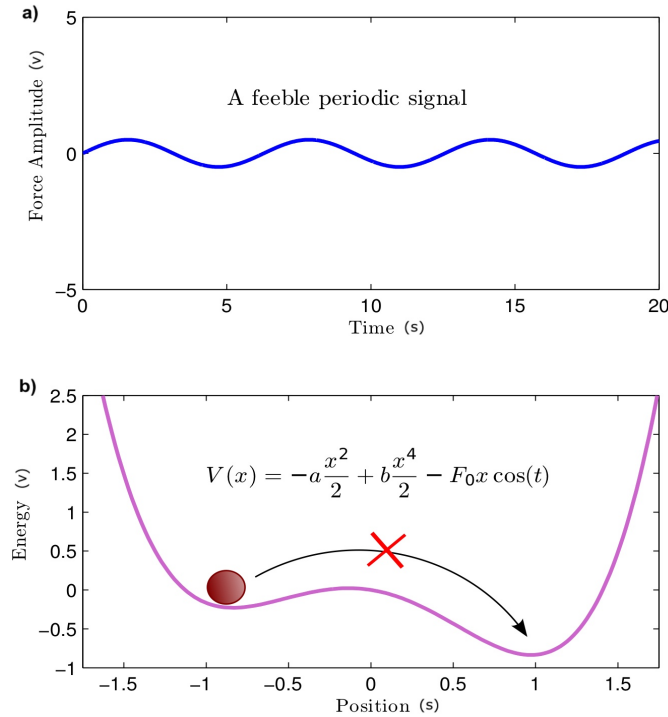 a)
5
0
−5
Force Amplitude (v)
A feeble periodic signal
0 5 10 15 20
Time (s)
b)
2.5
2
1.5
1
0.5
0
−0.5
−1
Energy (v)
V(x) = −a x²/2 + b x⁴/2 − F₀x cos(t)
−1.5 −1 −0.5 0 0.5 1 1.5
Position (s)